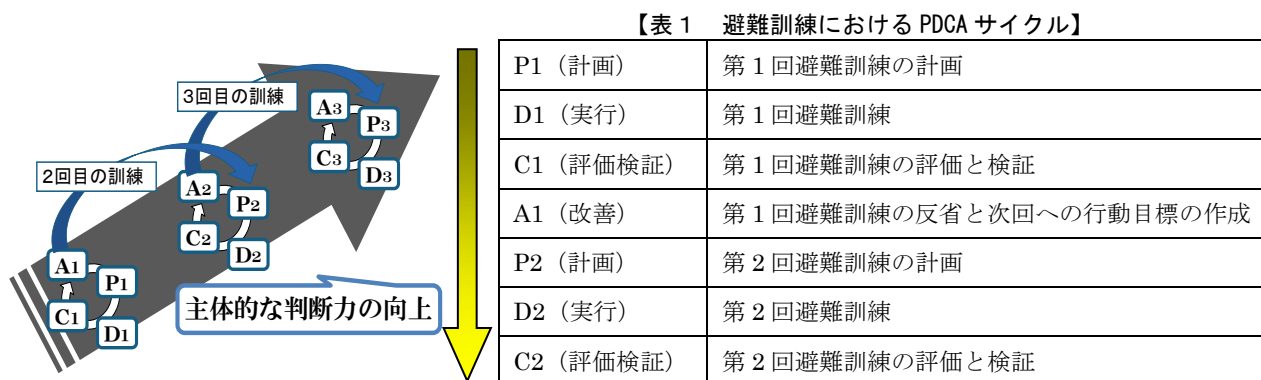 【表１　避難訓練における PDCA サイクル】
P1（計画）　第１回避難訓練の計画
D1（実行）　第１回避難訓練
C1（評価検証）　第１回避難訓練の評価と検証
A1（改善）　第１回避難訓練の反省と次回への行動目標の作成
P2（計画）　第２回避難訓練の計画
D2（実行）　第２回避難訓練
C2（評価検証）　第２回避難訓練の評価と検証
3回目の訓練
A3
P3
C3
D3
2回目の訓練
A2
P2
C2
D2
A1
P1
C1
D1
主体的な判断力の向上